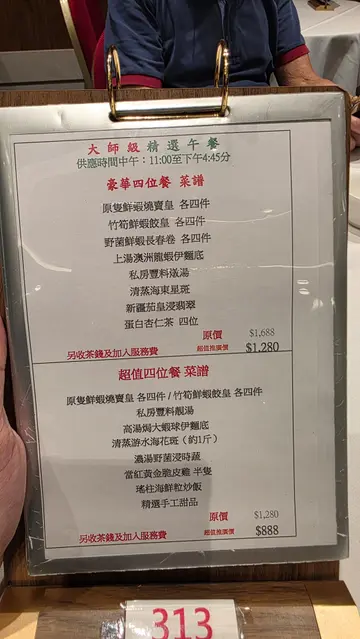 大師級精選午餐
供應時間中午：11:00至下午4:45分
豪華四位餐 菜譜
原隻鮮蝦燒賣皇 各四件
竹筍鮮蝦餃皇 各四件
野菌鮮蝦長春卷 各四件
上湯澳洲龍蝦伊麵底
私房豐料燉湯
清蒸海東星斑
新疆茄皇浸翡翠
蛋白杏仁茶 四位
原價 $1,688
另收茶錢及加入服務費 超值推廣價 $1,280
超值四位餐 菜譜
原隻鮮蝦燒賣皇 各四件 / 竹筍鮮蝦餃皇 各四件
私房豐料靚湯
高湯焗大蝦球伊麵底
清蒸游水海花斑（約1斤）
濃湯野菌浸時蔬
當紅黃金脆皮雞 半隻
瑤柱海鮮粒炒飯
精選手工甜品
原價 $1,280
另收茶錢及加入服務費 超值推廣價 $888
313